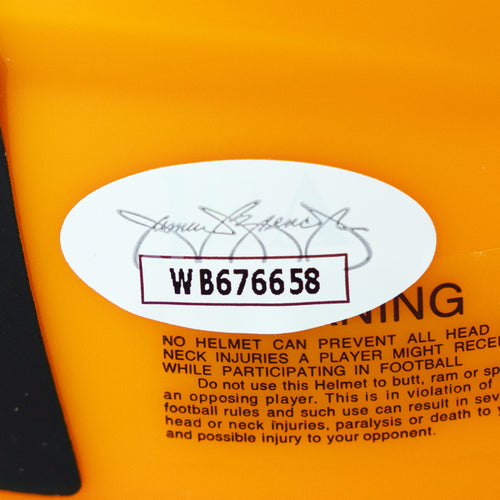 WB676658
NING
NO HELMET CAN PREVENT ALL HEAD
NECK INJURIES A PLAYER MIGHT RECE
WHILE PARTICIPATING IN FOOTBALL
Do not use this Helmet to butt, ram or sp
an opposing player. This is in violation of
football rules and such use can result in sev
head or neck injuries, paralysis or death to y
and possible injury to your opponent.